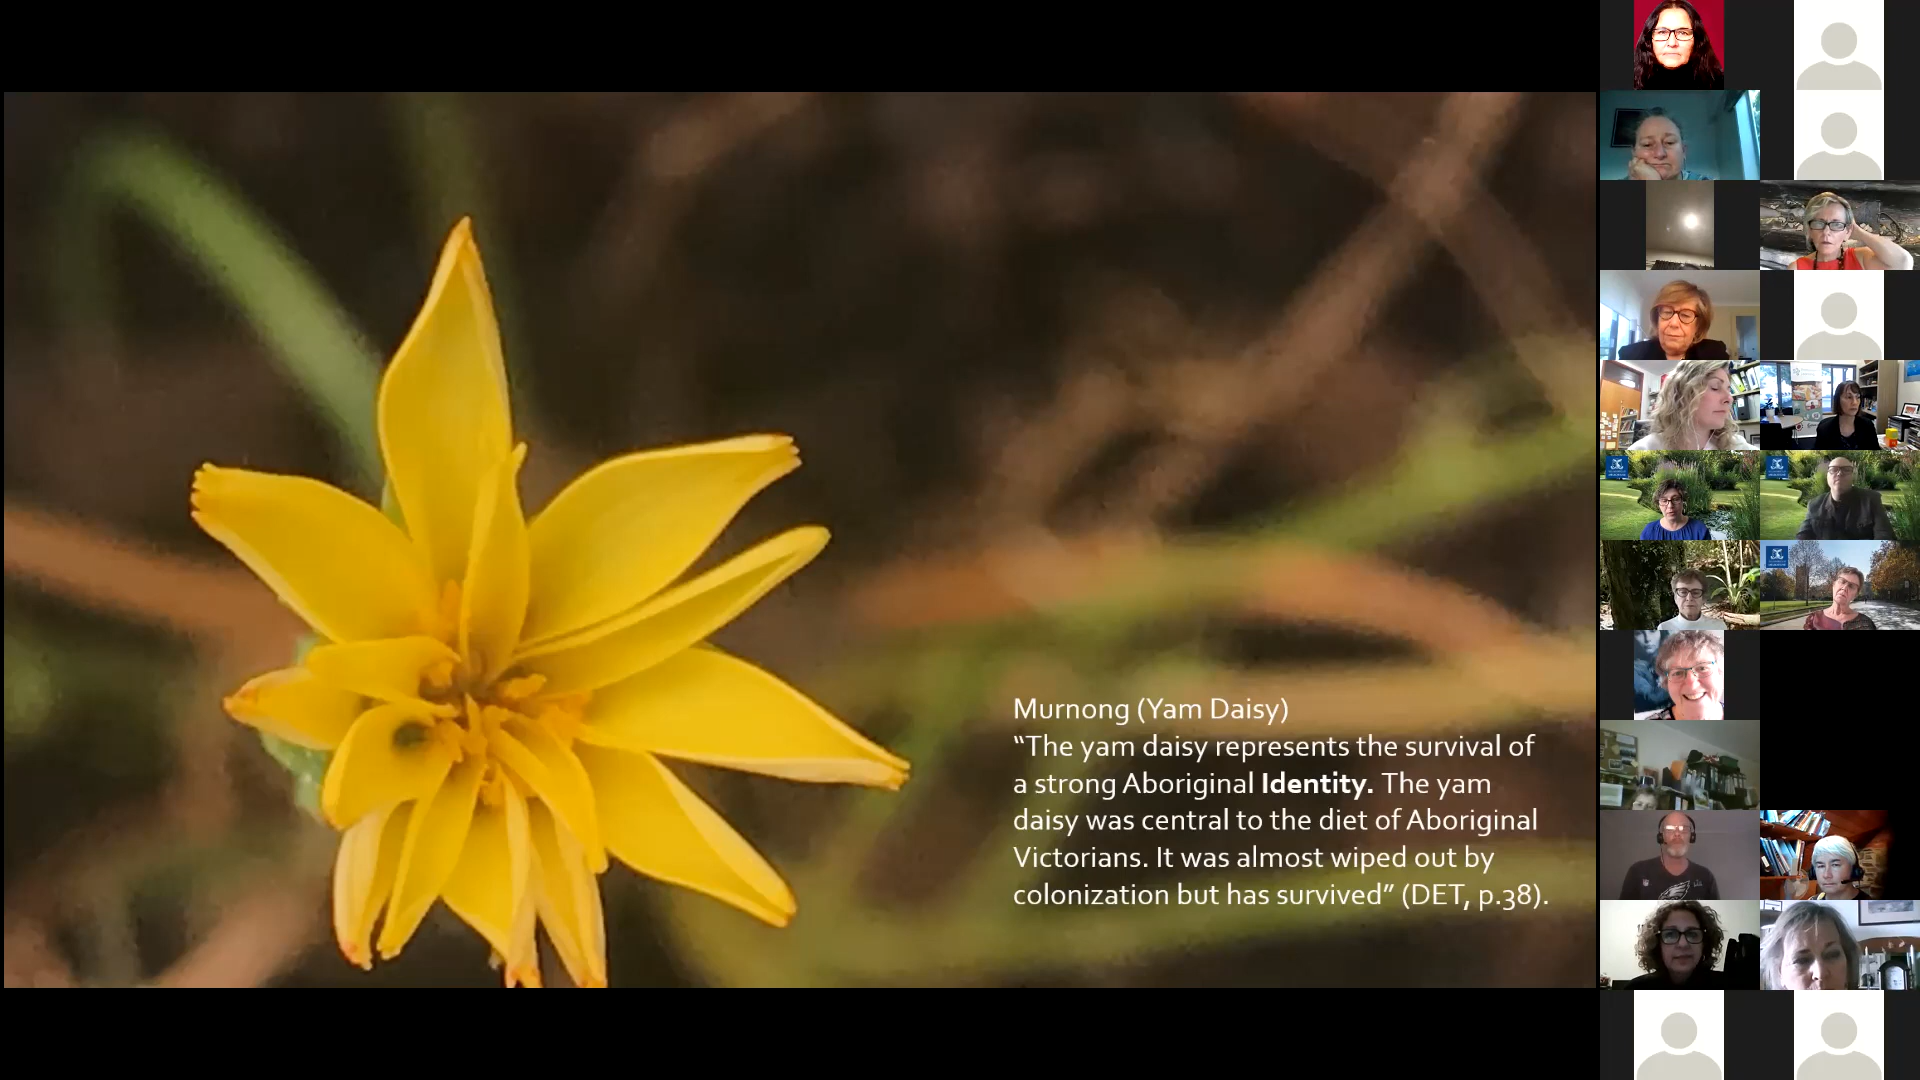 Murnong (Yam Daisy)
“The yam daisy represents the survival of
a strong Aboriginal Identity. The yam
daisy was central to the diet of Aboriginal
Victorians. It was almost wiped out by
colonization but has survived” (DET, p.38).